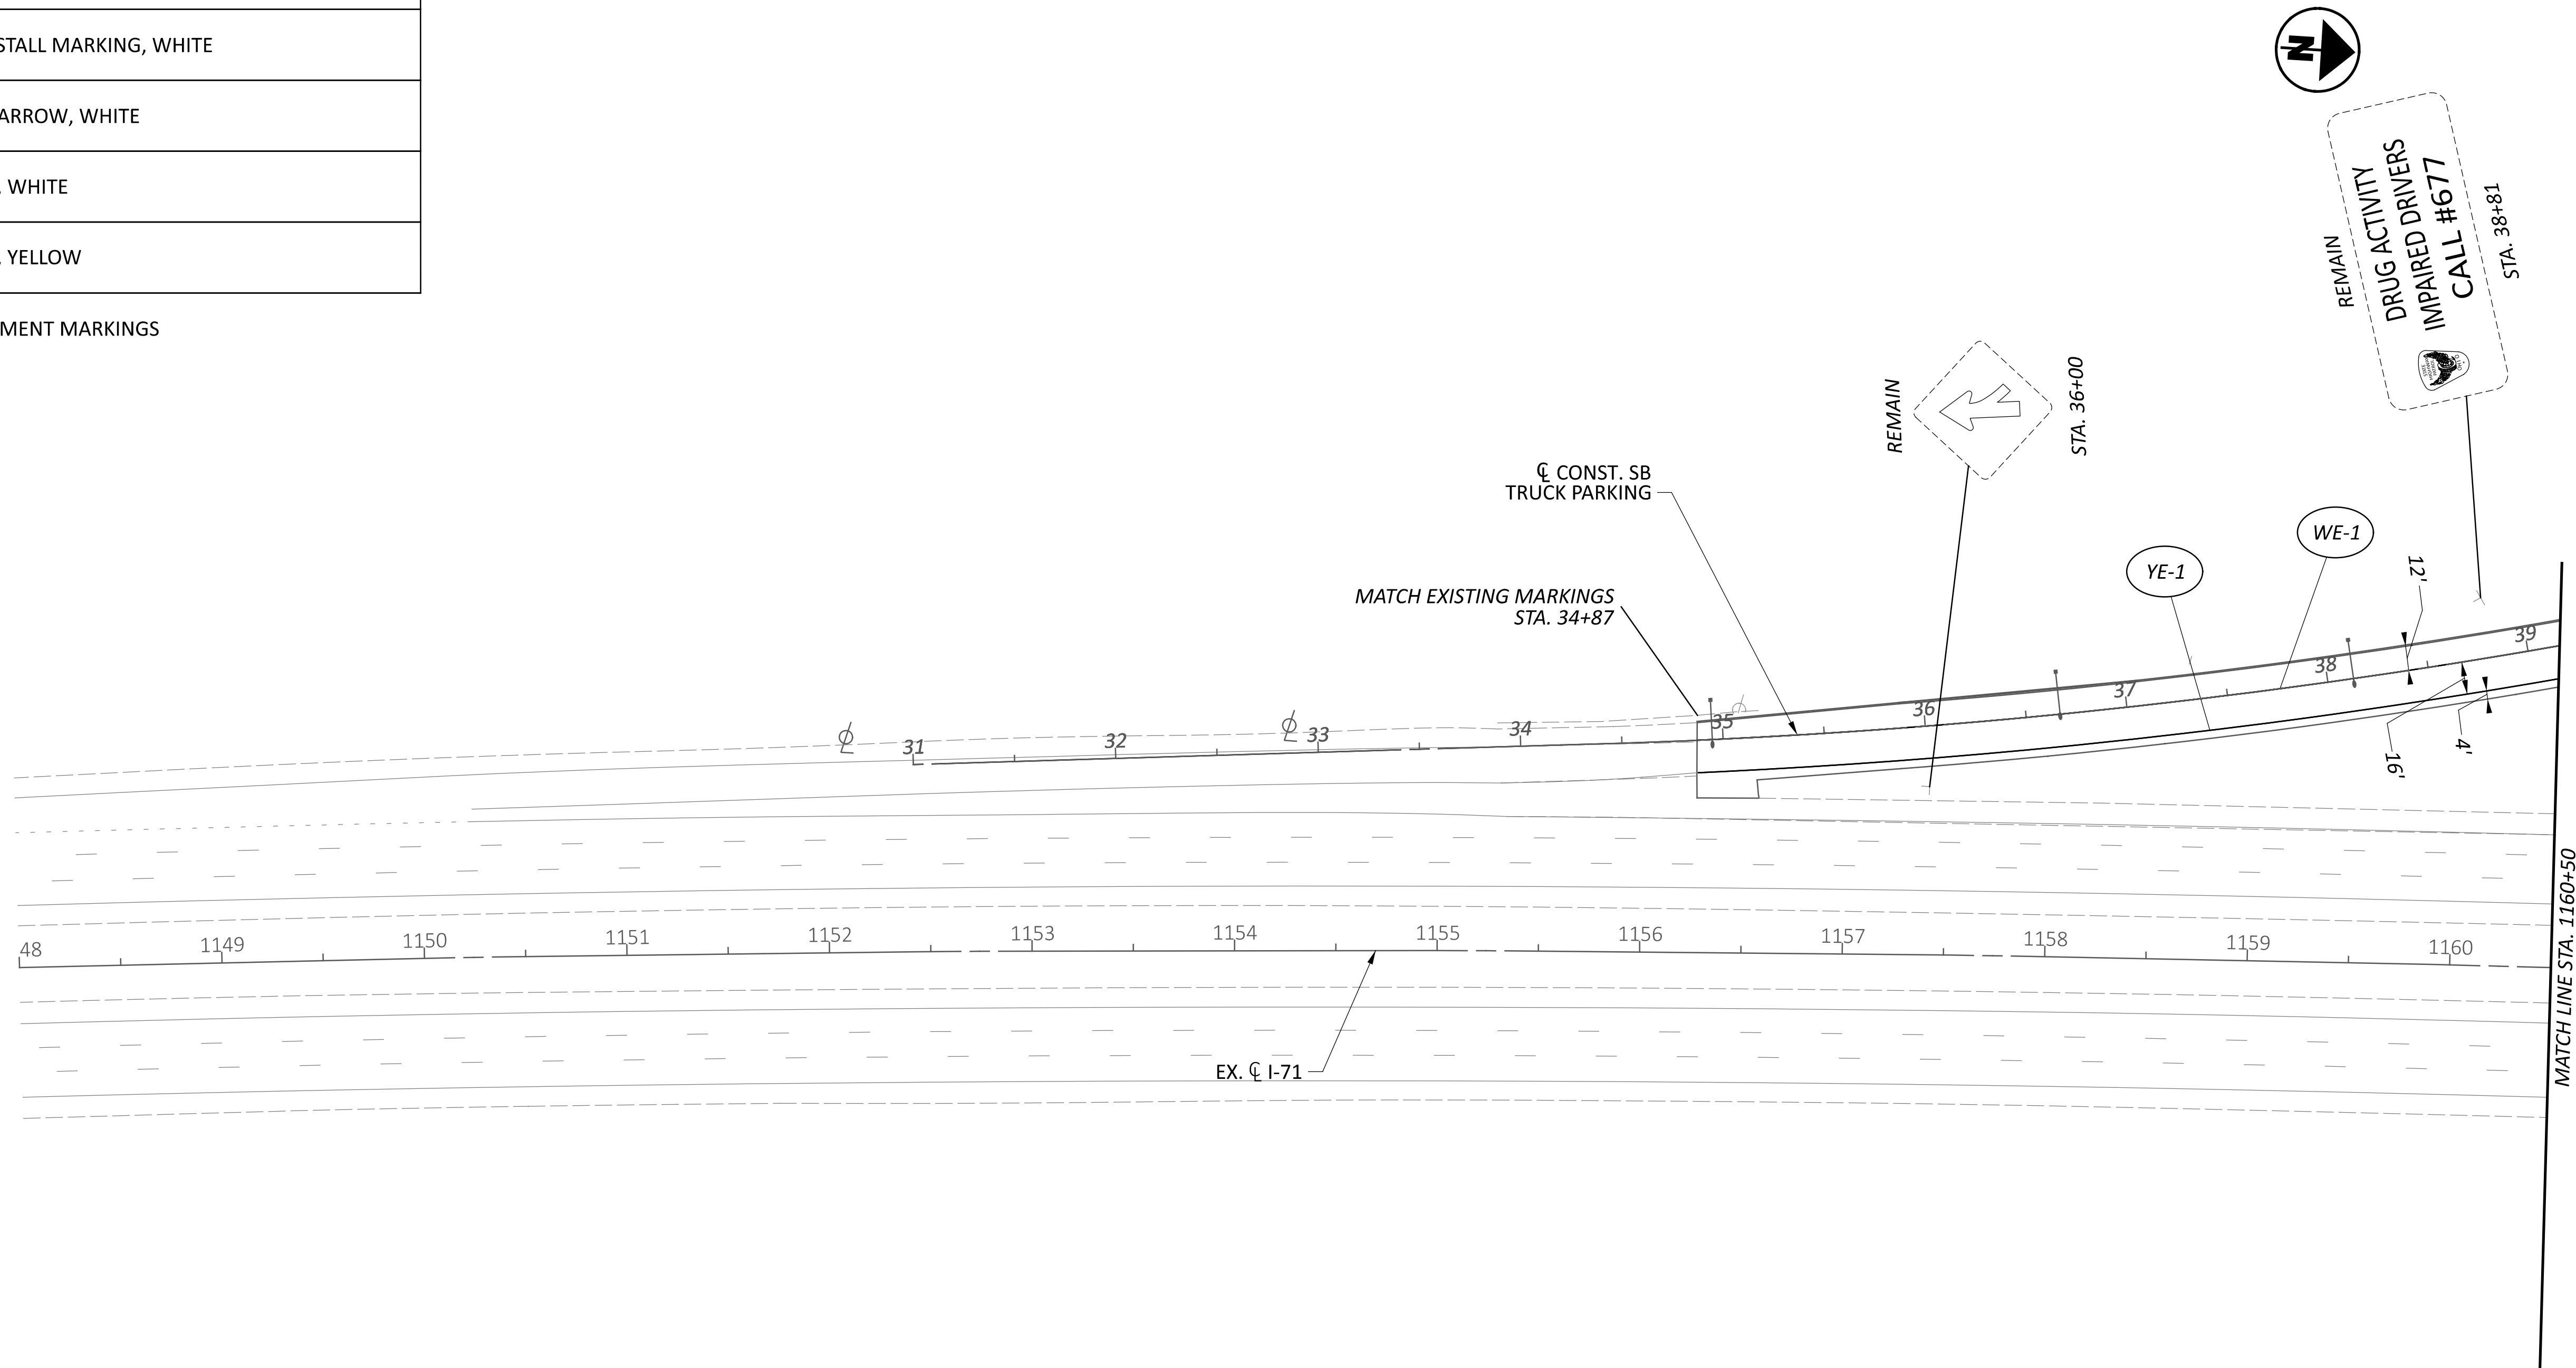 STALL MARKING, WHITE
ARROW, WHITE
, WHITE
, YELLOW
MENT MARKINGS
N
REMAIN
DRUG ACTIVITY
IMPAIRED DRIVERS
CALL #677
STA. 38+81
REMAIN
STA. 36+00
℄ CONST. SB
TRUCK PARKING
MATCH EXISTING MARKINGS
STA. 34+87
YE-1
WE-1
12'
16'
4'
31 32 33 34 35 36 37 38 39
48 1149 1150 1151 1152 1153 1154 1155 1156 1157 1158 1159 1160
EX. ℄ I-71
MATCH LINE STA. 1160+50